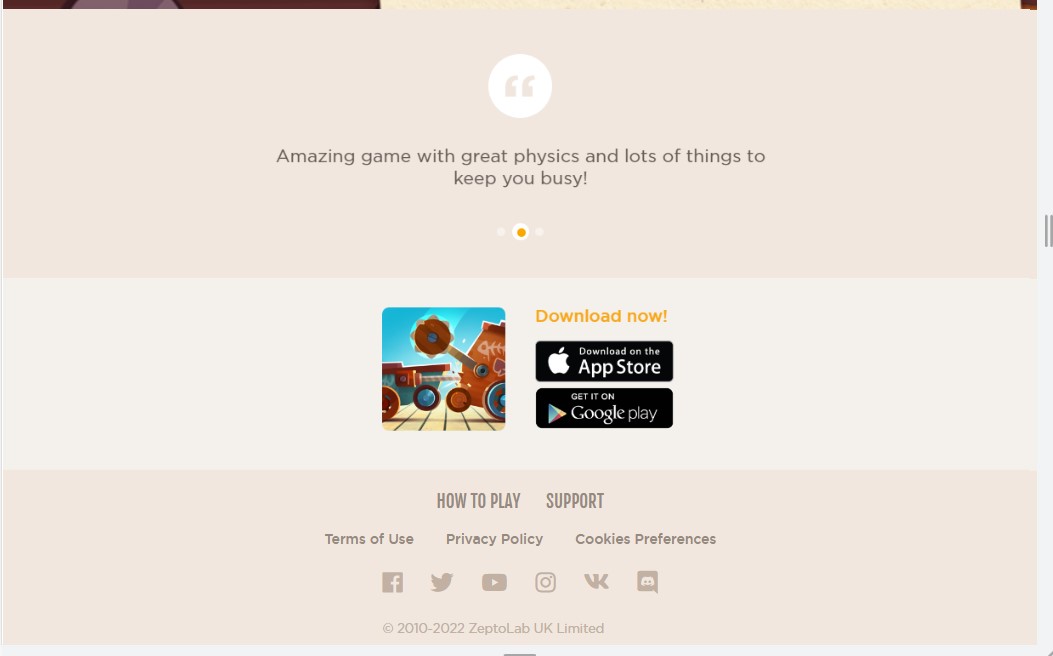 Amazing game with great physics and lots of things to
keep you busy!
Download now!
Download on the
App Store
GET IT ON
Google play
HOW TO PLAY SUPPORT
Terms of Use Privacy Policy Cookies Preferences
© 2010-2022 ZeptoLab UK Limited